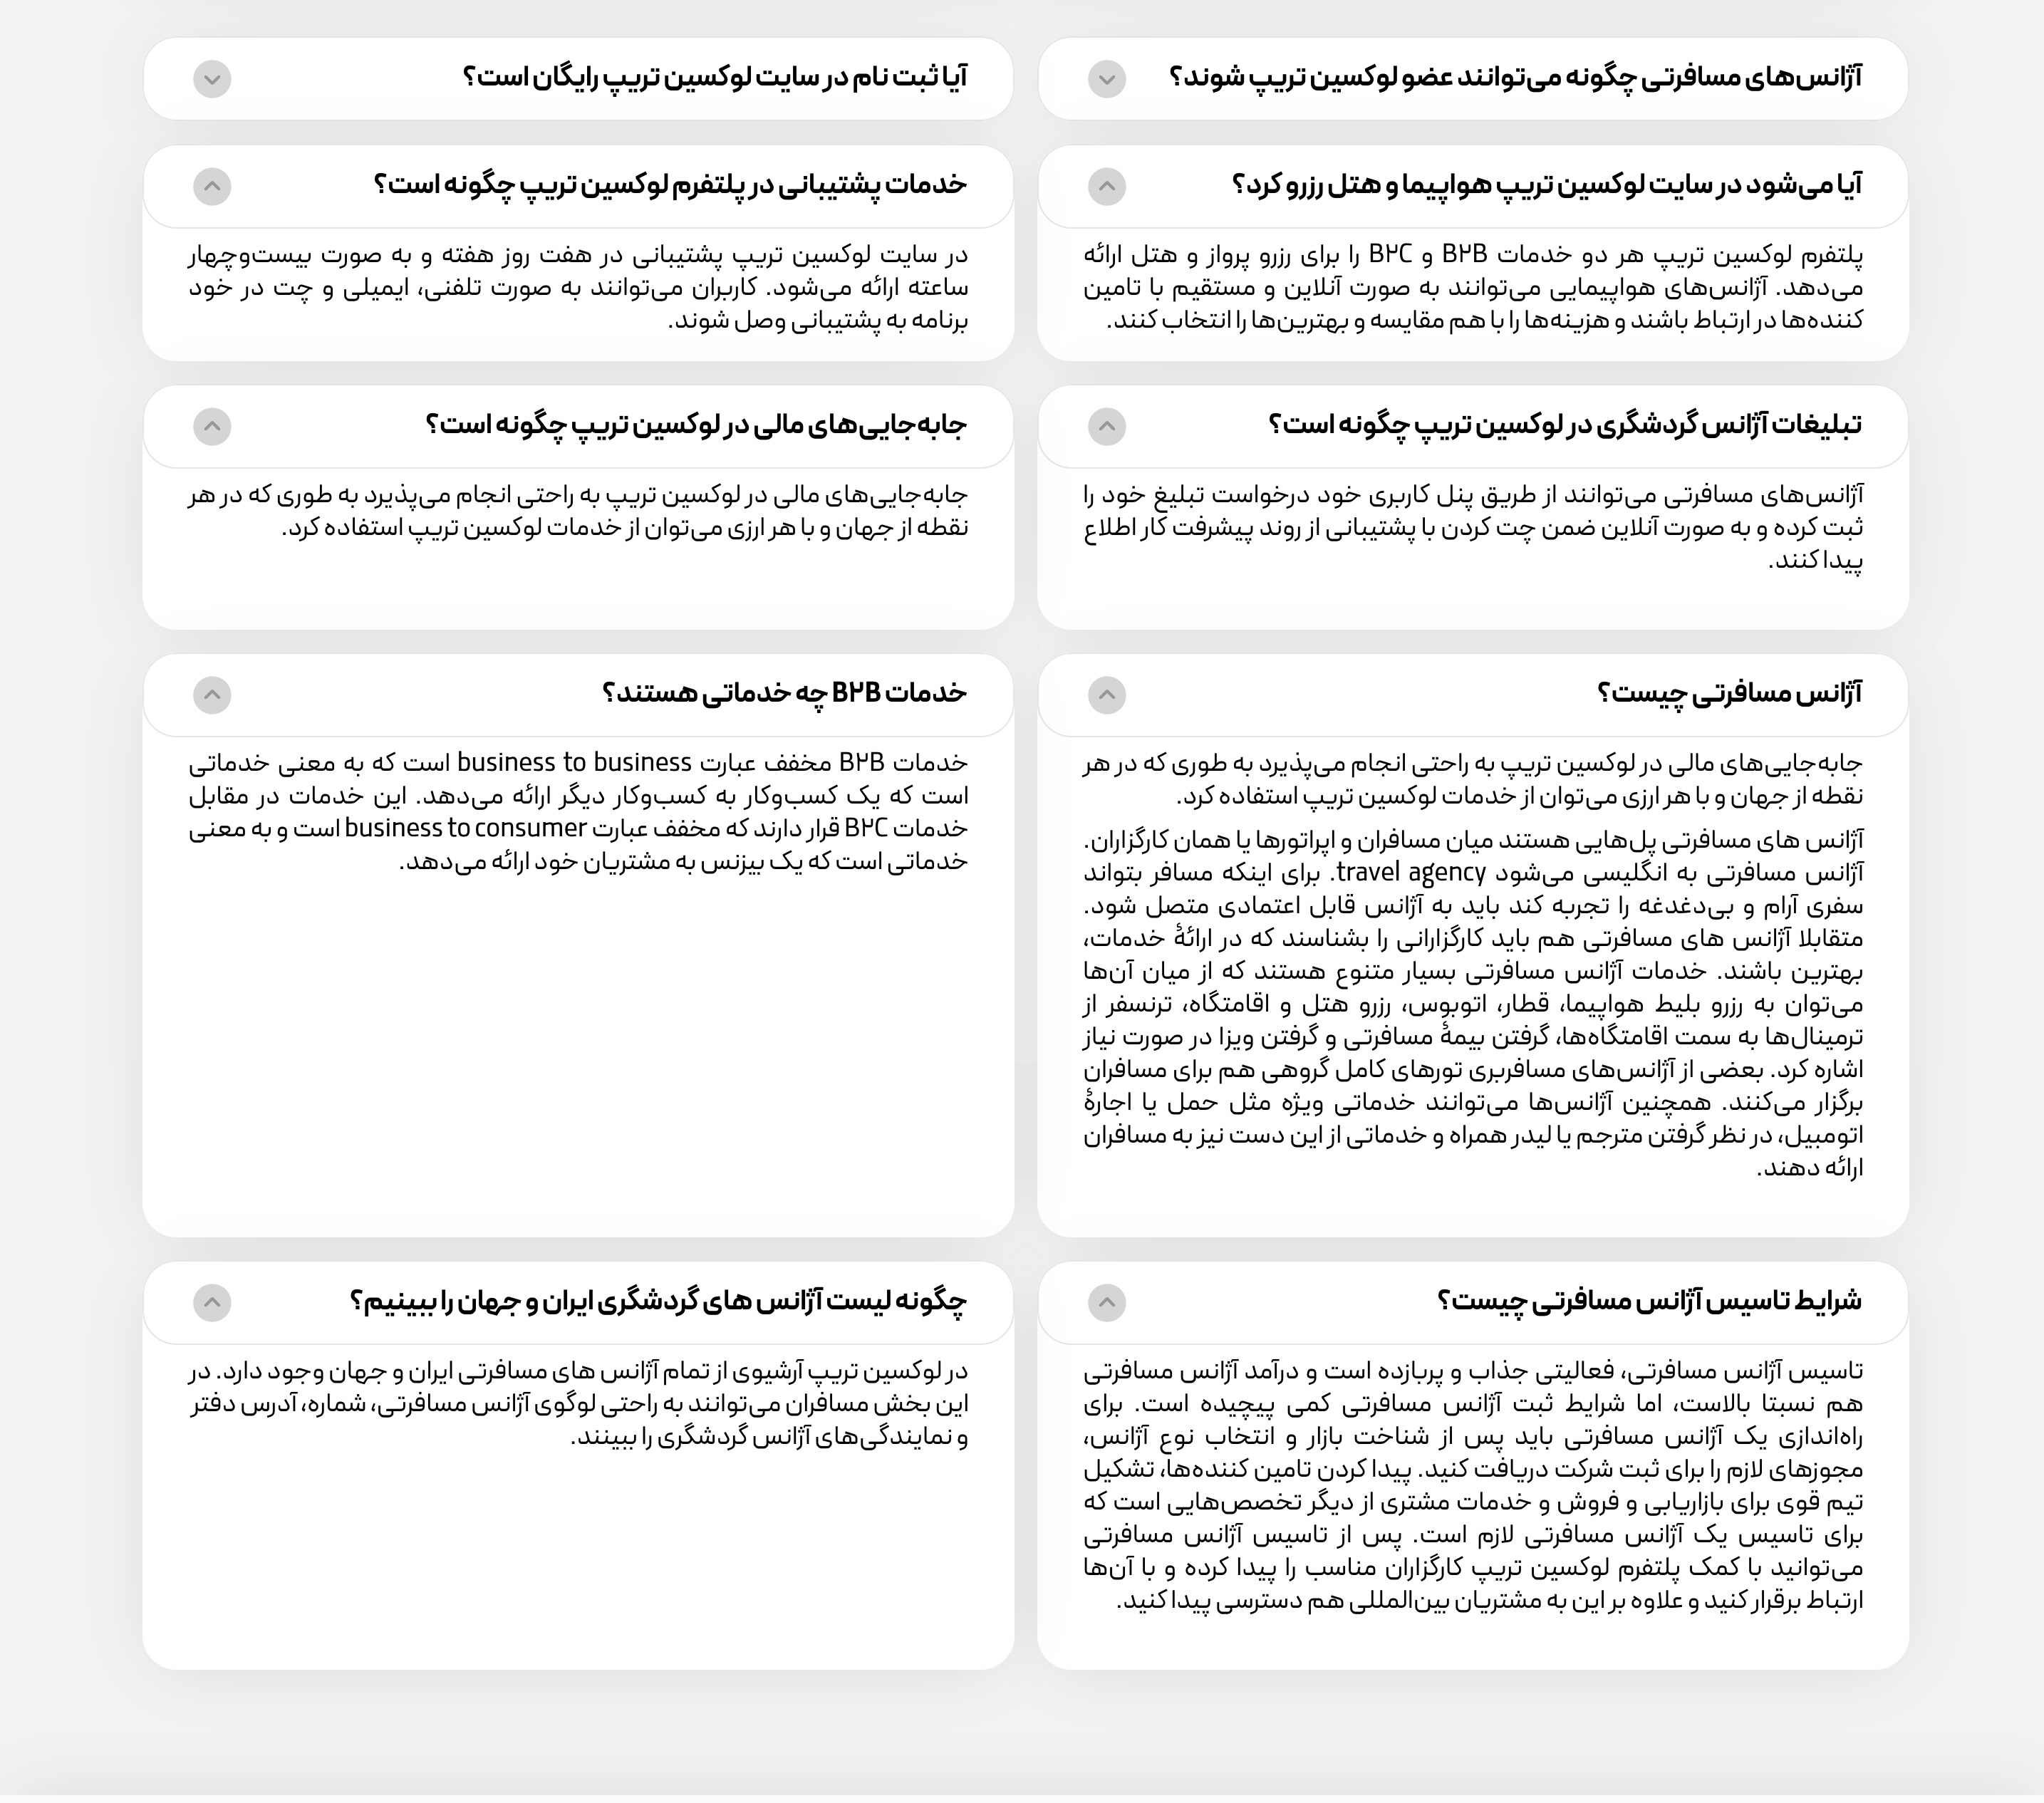 آژانس‌های مسافرتی چگونه می‌توانند عضو لوکسین تریپ شوند؟
آیا ثبت نام در سایت لوکسین تریپ رایگان است؟
آیا می‌شود در سایت لوکسین تریپ هواپیما و هتل رزرو کرد؟
پلتفرم لوکسین تریپ هر دو خدمات B۲B و B۲C را برای رزرو پرواز و هتل ارائه
می‌دهد. آژانس‌های هواپیمایی می‌توانند به صورت آنلاین و مستقیم با تامین
کننده‌ها در ارتباط باشند و هزینه‌ها را با هم مقایسه و بهترین‌ها را انتخاب کنند.
خدمات پشتیبانی در پلتفرم لوکسین تریپ چگونه است؟
در سایت لوکسین تریپ پشتیبانی در هفت روز هفته و به صورت بیست‌وچهار
ساعته ارائه می‌شود. کاربران می‌توانند به صورت تلفنی، ایمیلی و چت در خود
برنامه به پشتیبانی وصل شوند.
تبلیغات آژانس گردشگری در لوکسین تریپ چگونه است؟
آژانس‌های مسافرتی می‌توانند از طریق پنل کاربری خود درخواست تبلیغ خود را
ثبت کرده و به صورت آنلاین ضمن چت کردن با پشتیبانی از روند پیشرفت کار اطلاع
پیدا کنند.
جابه‌جایی‌های مالی در لوکسین تریپ چگونه است؟
جابه‌جایی‌های مالی در لوکسین تریپ به راحتی انجام می‌پذیرد به طوری که در هر
نقطه از جهان و با هر ارزی می‌توان از خدمات لوکسین تریپ استفاده کرد.
آژانس مسافرتی چیست؟
جابه‌جایی‌های مالی در لوکسین تریپ به راحتی انجام می‌پذیرد به طوری که در هر
نقطه از جهان و با هر ارزی می‌توان از خدمات لوکسین تریپ استفاده کرد.
آژانس های مسافرتی پل‌هایی هستند میان مسافران و اپراتورها یا همان کارگزاران.
آژانس مسافرتی به انگلیسی می‌شود travel agency. برای اینکه مسافر بتواند
سفری آرام و بی‌دغدغه را تجربه کند باید به آژانس قابل اعتمادی متصل شود.
متقابلا آژانس های مسافرتی هم باید کارگزارانی را بشناسند که در ارائهٔ خدمات،
بهترین باشند. خدمات آژانس مسافرتی بسیار متنوع هستند که از میان آن‌ها
می‌توان به رزرو بلیط هواپیما، قطار، اتوبوس، رزرو هتل و اقامتگاه، ترنسفر از
ترمینال‌ها به سمت اقامتگاه‌ها، گرفتن بیمهٔ مسافرتی و گرفتن ویزا در صورت نیاز
اشاره کرد. بعضی از آژانس‌های مسافربری تورهای کامل گروهی هم برای مسافران
برگزار می‌کنند. همچنین آژانس‌ها می‌توانند خدماتی ویژه مثل حمل یا اجارهٔ
اتومبیل، در نظر گرفتن مترجم یا لیدر همراه و خدماتی از این دست نیز به مسافران
ارائه دهند.
خدمات B۲B چه خدماتی هستند؟
خدمات B۲B مخفف عبارت business to business است که به معنی خدماتی
است که یک کسب‌وکار به کسب‌وکار دیگر ارائه می‌دهد. این خدمات در مقابل
خدمات B۲C قرار دارند که مخفف عبارت business to consumer است و به معنی
خدماتی است که یک بیزنس به مشتریان خود ارائه می‌دهد.
شرایط تاسیس آژانس مسافرتی چیست؟
تاسیس آژانس مسافرتی، فعالیتی جذاب و پربازده است و درآمد آژانس مسافرتی
هم نسبتا بالاست، اما شرایط ثبت آژانس مسافرتی کمی پیچیده است. برای
راه‌اندازی یک آژانس مسافرتی باید پس از شناخت بازار و انتخاب نوع آژانس،
مجوزهای لازم را برای ثبت شرکت دریافت کنید. پیدا کردن تامین کننده‌ها، تشکیل
تیم قوی برای بازاریابی و فروش و خدمات مشتری از دیگر تخصص‌هایی است که
برای تاسیس یک آژانس مسافرتی لازم است. پس از تاسیس آژانس مسافرتی
می‌توانید با کمک پلتفرم لوکسین تریپ کارگزاران مناسب را پیدا کرده و با آن‌ها
ارتباط برقرار کنید و علاوه بر این به مشتریان بین‌المللی هم دسترسی پیدا کنید.
چگونه لیست آژانس های گردشگری ایران و جهان را ببینیم؟
در لوکسین تریپ آرشیوی از تمام آژانس های مسافرتی ایران و جهان وجود دارد. در
این بخش مسافران می‌توانند به راحتی لوگوی آژانس مسافرتی، شماره، آدرس دفتر
و نمایندگی‌های آژانس گردشگری را ببینند.